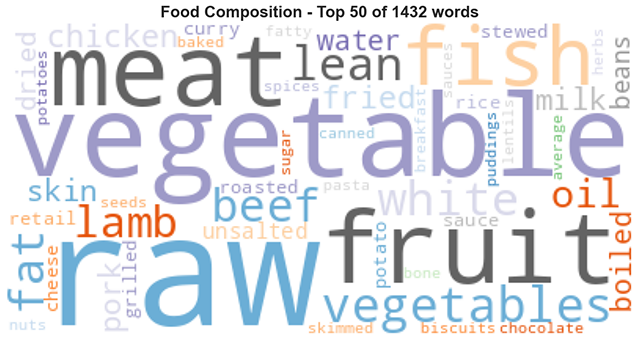 Food Composition - Top 50 of 1432 words
dried
chicken
curry
baked
fatty
water
fish
stewed
herbs
beans
potatoes
meat
lean
spices
fried
sauces
rice
milk
vegetable
sugar
canned
breakfast
puddings
lentils
average
skin
seeds
roasted
pasta
beef
white
oil
retail
lamb
unsalted
sauce
fruit
boiled
fat
cheese
raw
pork
grilled
potato
bone
vegetables
nuts
skimmed
biscuits
chocolate